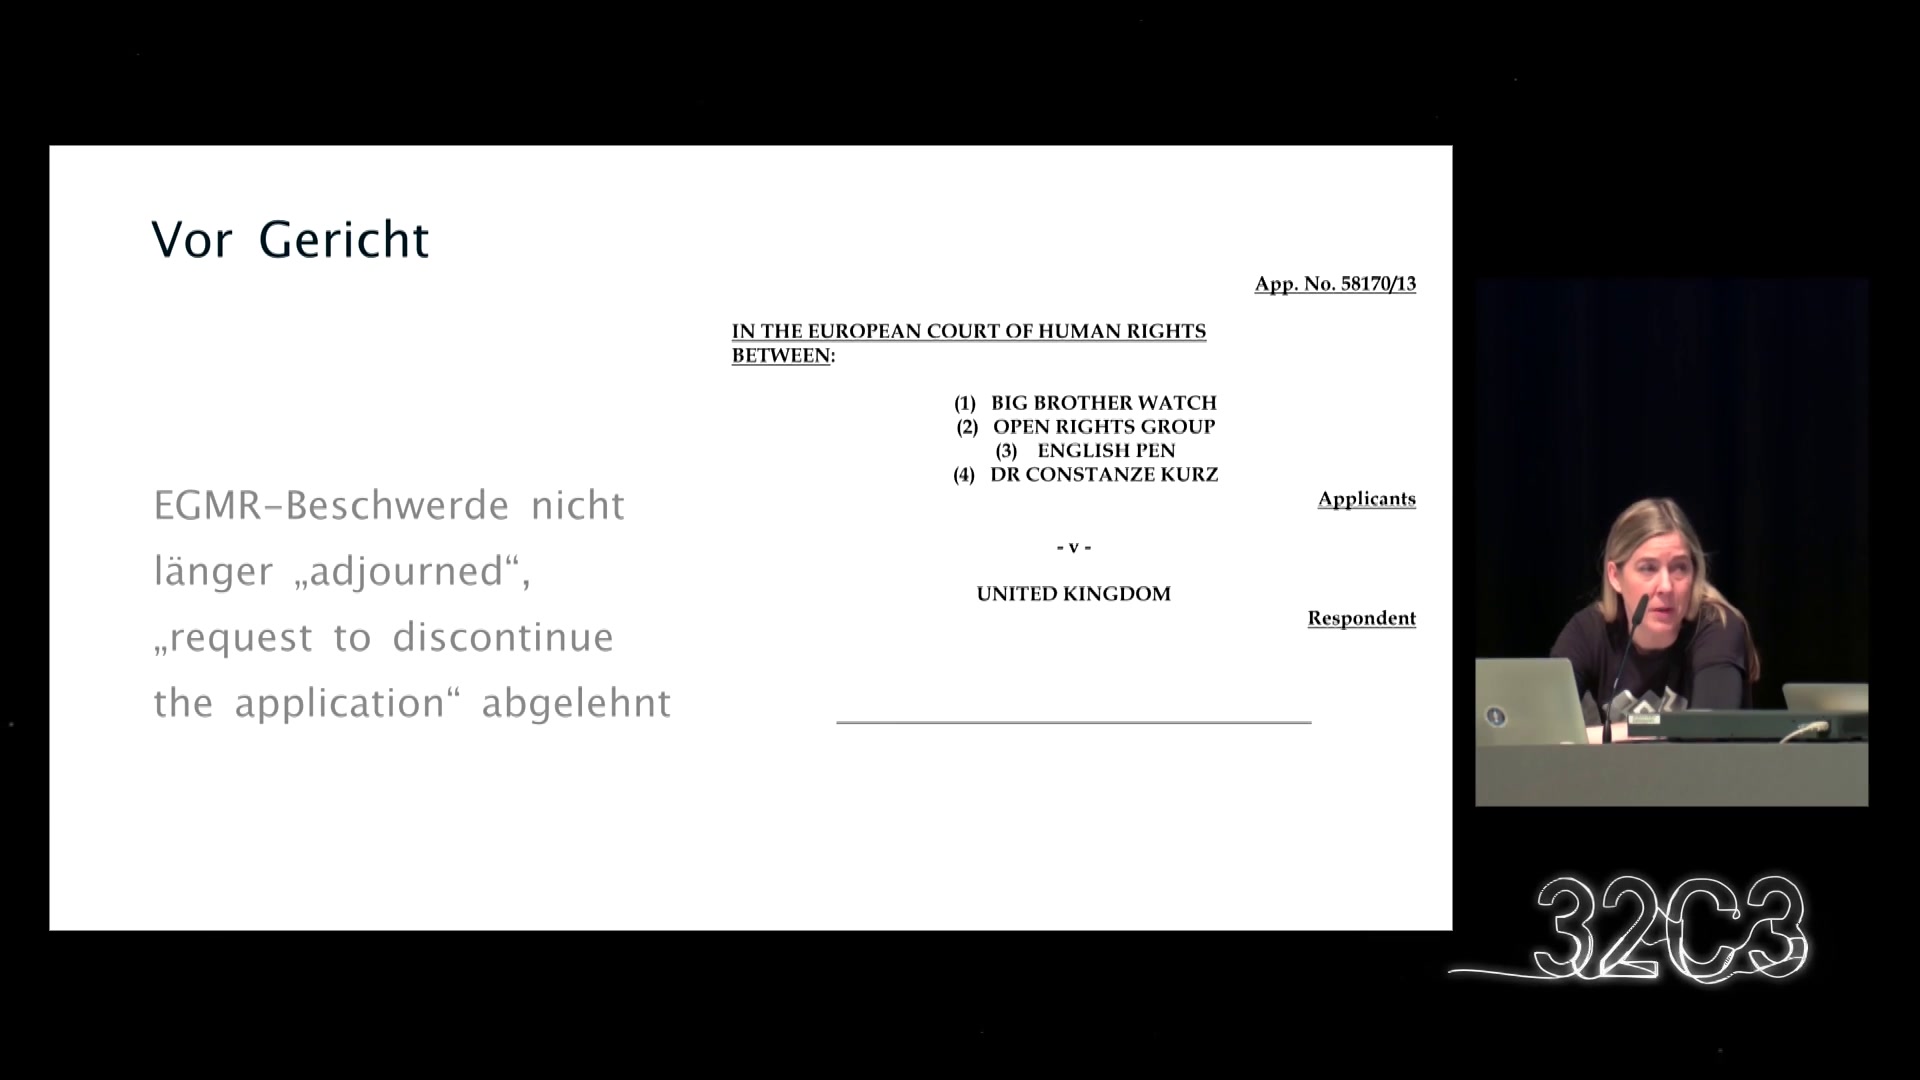 Vor Gericht
EGMR-Beschwerde nicht
länger „adjourned“,
„request to discontinue
the application“ abgelehnt
App. No. 58170/13
IN THE EUROPEAN COURT OF HUMAN RIGHTS
BETWEEN:
(1) BIG BROTHER WATCH
(2) OPEN RIGHTS GROUP
(3) ENGLISH PEN
(4) DR CONSTANZE KURZ
Applicants
- v -
UNITED KINGDOM
Respondent
32C3